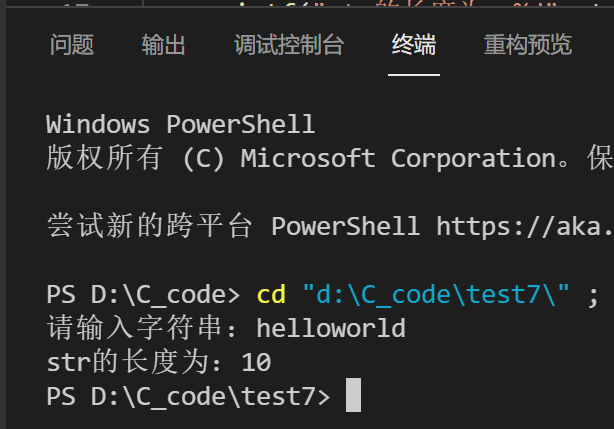 问题 输出 调试控制台 终端 重构预览
Windows PowerShell
版权所有 (C) Microsoft Corporation。保
尝试新的跨平台 PowerShell https://aka.
PS D:\C_code> cd "d:\C_code\test7\" ;
请输入字符串：helloworld
str的长度为：10
PS D:\C_code\test7>